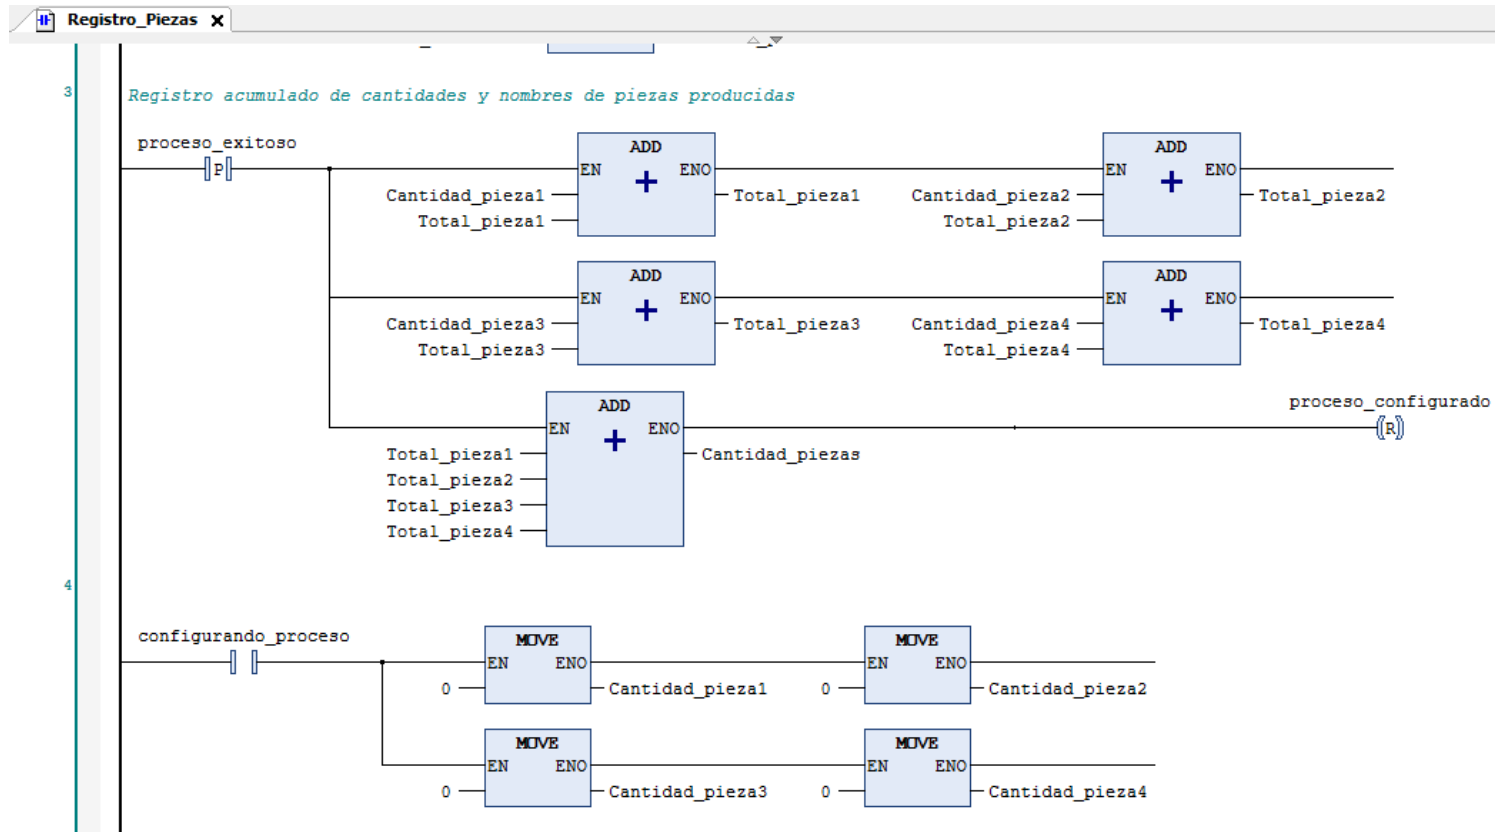 Registro_Piezas
3
Registro acumulado de cantidades y nombres de piezas producidas
proceso_exitoso
P
ADD
EN ENO
Cantidad_pieza1
Total_pieza1
Total_pieza1
ADD
EN ENO
Cantidad_pieza2
Total_pieza2
Total_pieza2
ADD
EN ENO
Cantidad_pieza3
Total_pieza3
Total_pieza3
ADD
EN ENO
Cantidad_pieza4
Total_pieza4
Total_pieza4
ADD
EN ENO
Total_pieza1
Cantidad_piezas
Total_pieza2
Total_pieza3
Total_pieza4
proceso_configurado
R
4
configurando_proceso
MOVE
EN ENO
0
Cantidad_pieza1
MOVE
EN ENO
0
Cantidad_pieza2
MOVE
EN ENO
0
Cantidad_pieza3
MOVE
EN ENO
0
Cantidad_pieza4